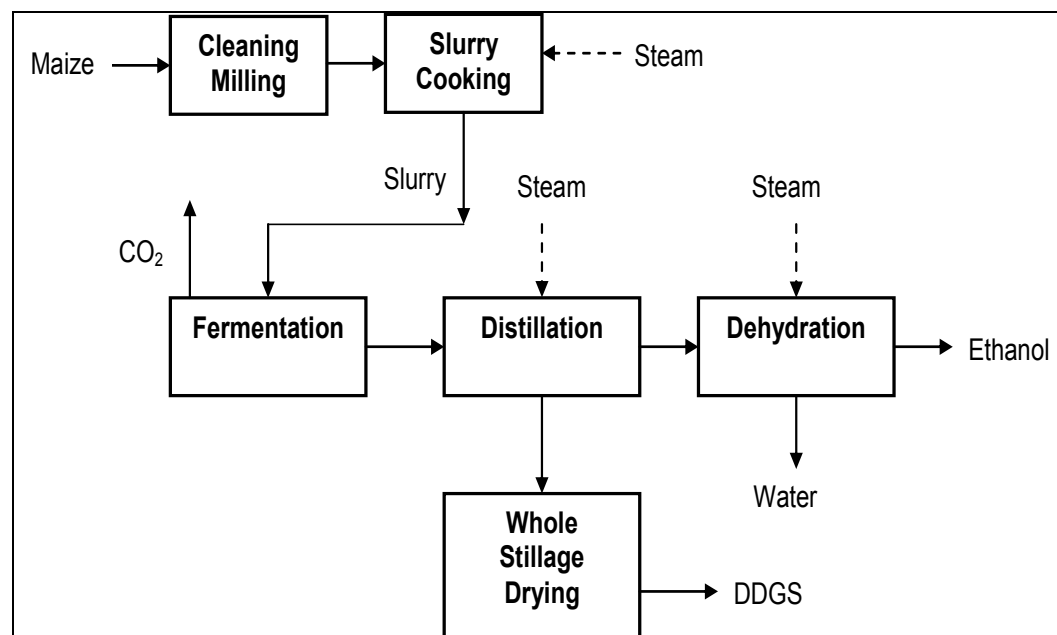 Maize
Cleaning
Milling
Slurry
Cooking
Steam
Slurry
Steam
Steam
CO₂
Fermentation
Distillation
Dehydration
Ethanol
Water
Whole
Stillage
Drying
DDGS